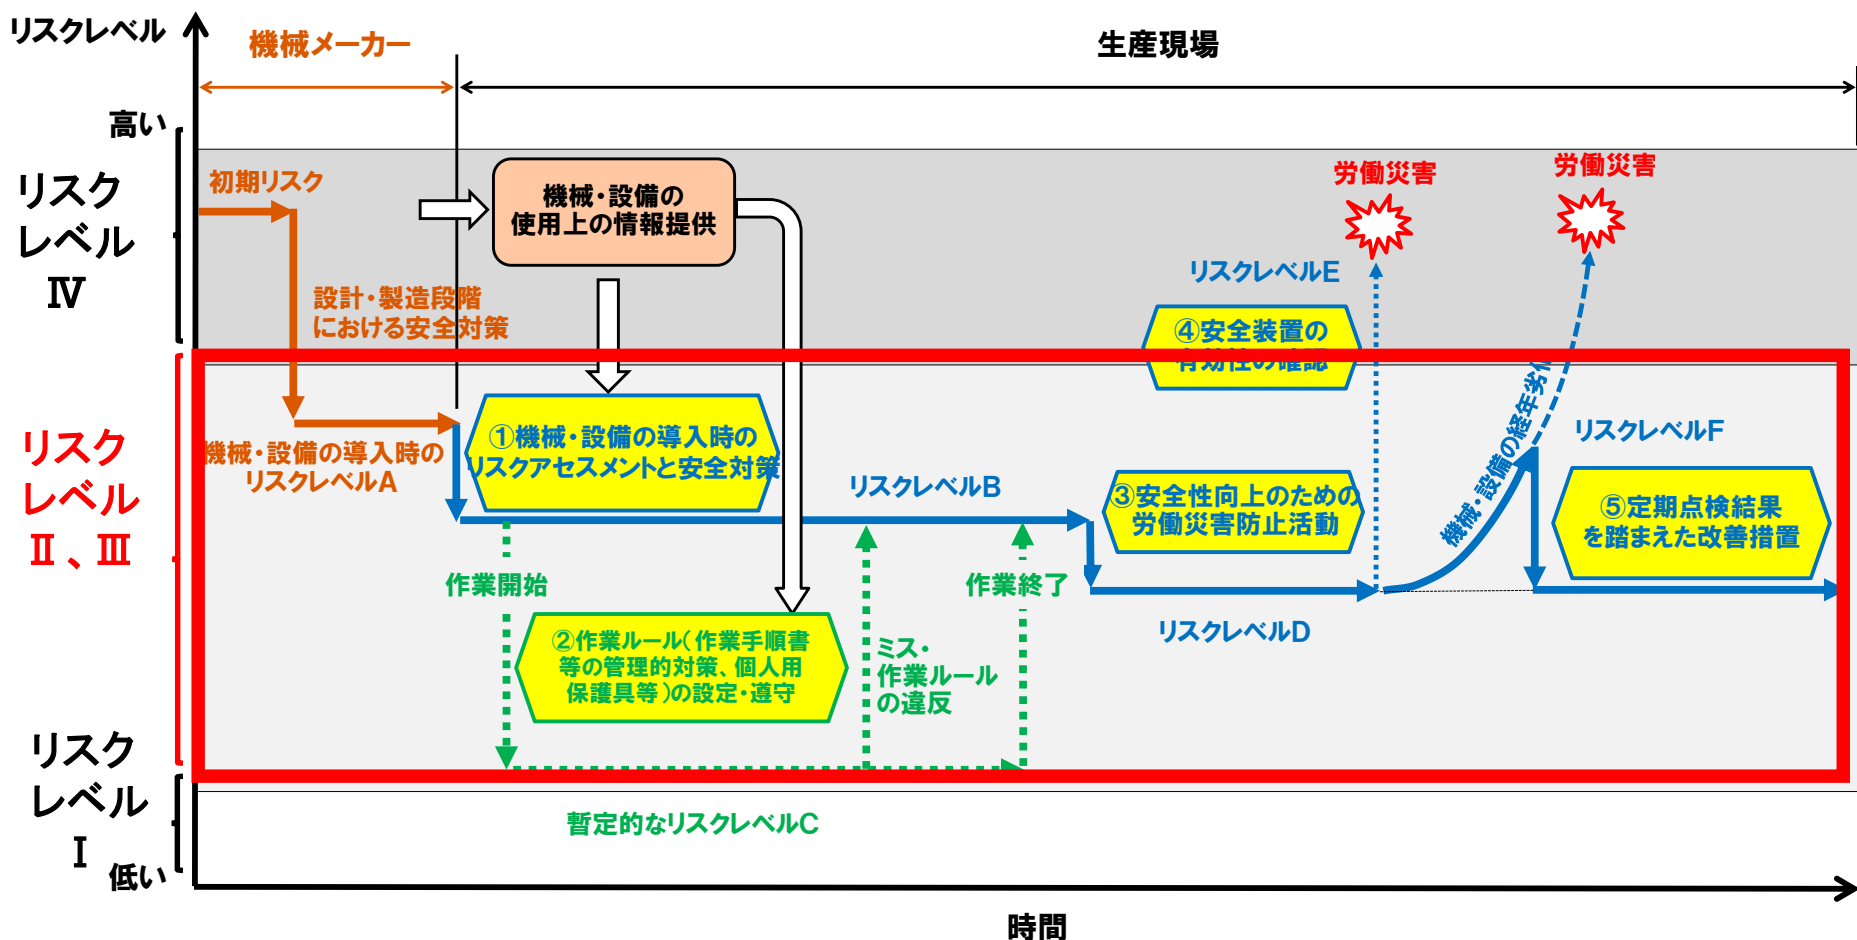 リスクレベル
機械メーカー
生産現場
高い
リスク
レベル
Ⅳ
初期リスク
機械・設備の
使用上の情報提供
労働災害
労働災害
リスクレベルE
設計・製造段階
における安全対策
④安全装置の
有効性の確認
リスク
レベル
Ⅱ、Ⅲ
機械・設備の導入時の
リスクレベルA
①機械・設備の導入時の
リスクアセスメントと安全対策
リスクレベルB
③安全性向上のための
労働災害防止活動
機械・設備の経年劣化
リスクレベルF
⑤定期点検結果
を踏まえた改善措置
作業開始
作業終了
②作業ルール(作業手順書
等の管理的対策、個人用
保護具等)の設定・遵守
ミス・
作業ルール
の違反
リスクレベルD
リスク
レベル
Ⅰ
暫定的なリスクレベルC
低い
時間